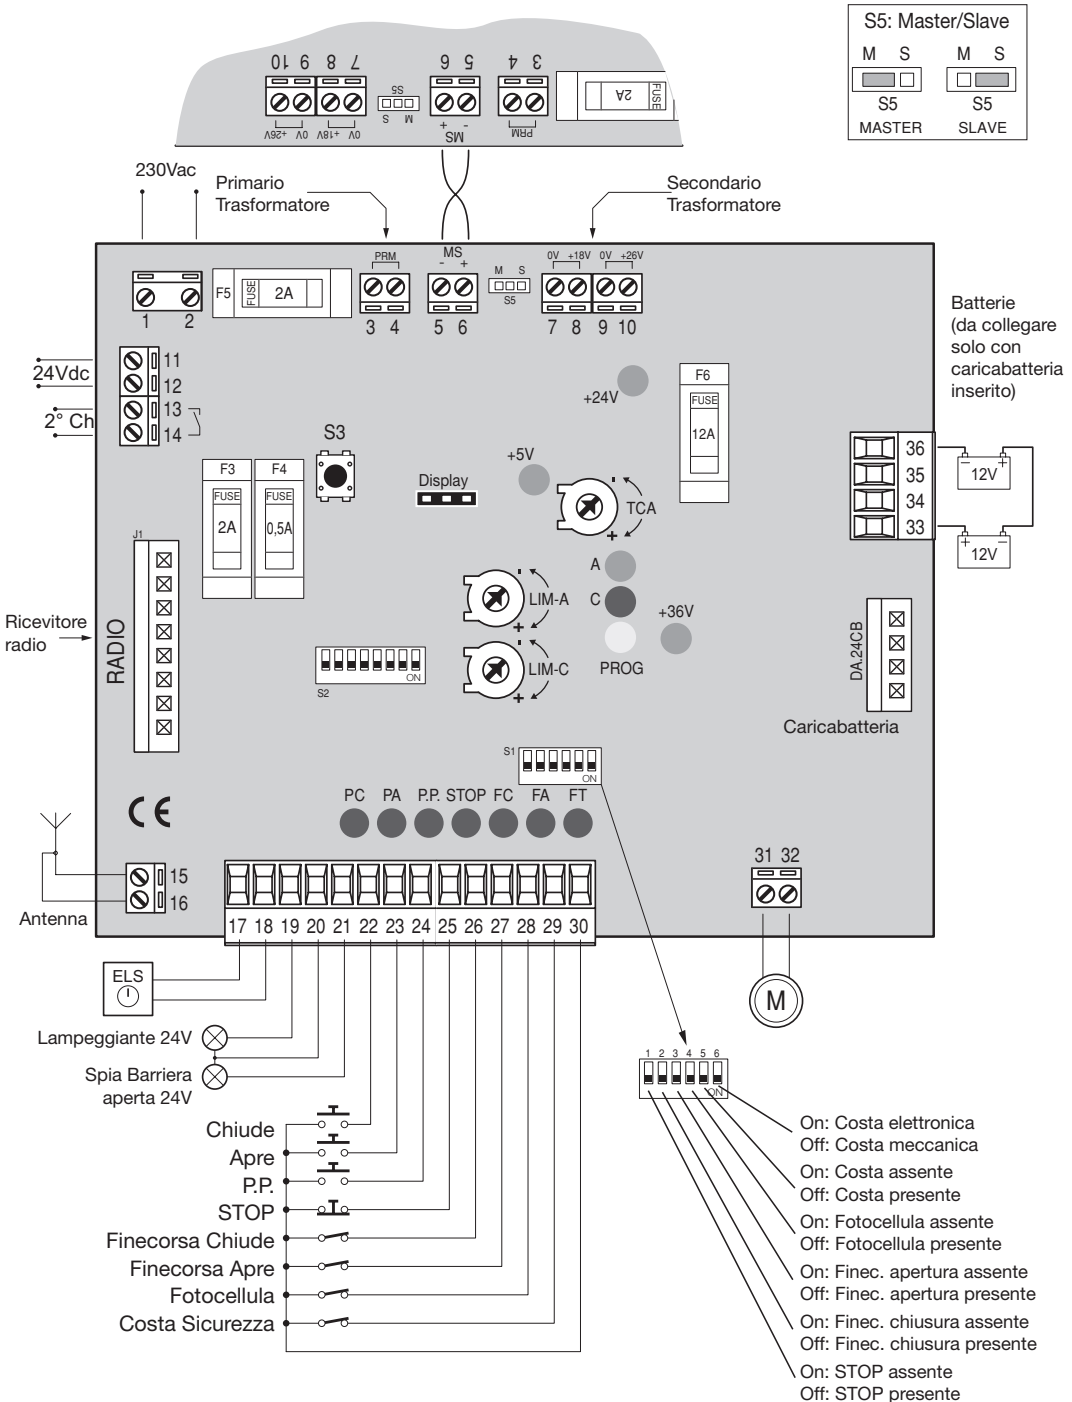 S5: Master/Slave
M S M S
S5 S5
MASTER SLAVE
10 9 8 7 6 5 4 3
S5
S M
2A
FUSE
+26V 0V +18V 0V
+ -
MS
PRM
230Vac
Primario
Trasformatore
Secondario
Trasformatore
PRM
MS
- +
M S
S5
0V +18V 0V +26V
F5
FUSE
2A
1 2
3 4
5 6
7 8 9 10
Batterie
(da collegare
solo con
caricabatteria
inserito)
24Vdc
11
12
2° Ch
13
14
+24V
F6
FUSE
12A
S3
+5V
Display
- TCA +
F3
FUSE
2A
F4
FUSE
0,5A
36
35
34
33
- +
12V
+ -
12V
J1
RADIO
Ricevitore
radio
A
C
PROG
+36V
- LIM-A +
- LIM-C +
S2
ON
DA.24CB
Caricabatteria
S1
ON
PC PA P.P. STOP FC FA FT
CE
15
16
Antenna
31 32
17 18 19 20 21 22 23 24 25 26 27 28 29 30
ELS
M
Lampeggiante 24V
Spia Barriera
aperta 24V
1 2 3 4 5 6
ON
Chiude
Apre
P.P.
STOP
Finecorsa Chiude
Finecorsa Apre
Fotocellula
Costa Sicurezza
On: Costa elettronica
Off: Costa meccanica
On: Costa assente
Off: Costa presente
On: Fotocellula assente
Off: Fotocellula presente
On: Finec. apertura assente
Off: Finec. apertura presente
On: Finec. chiusura assente
Off: Finec. chiusura presente
On: STOP assente
Off: STOP presente